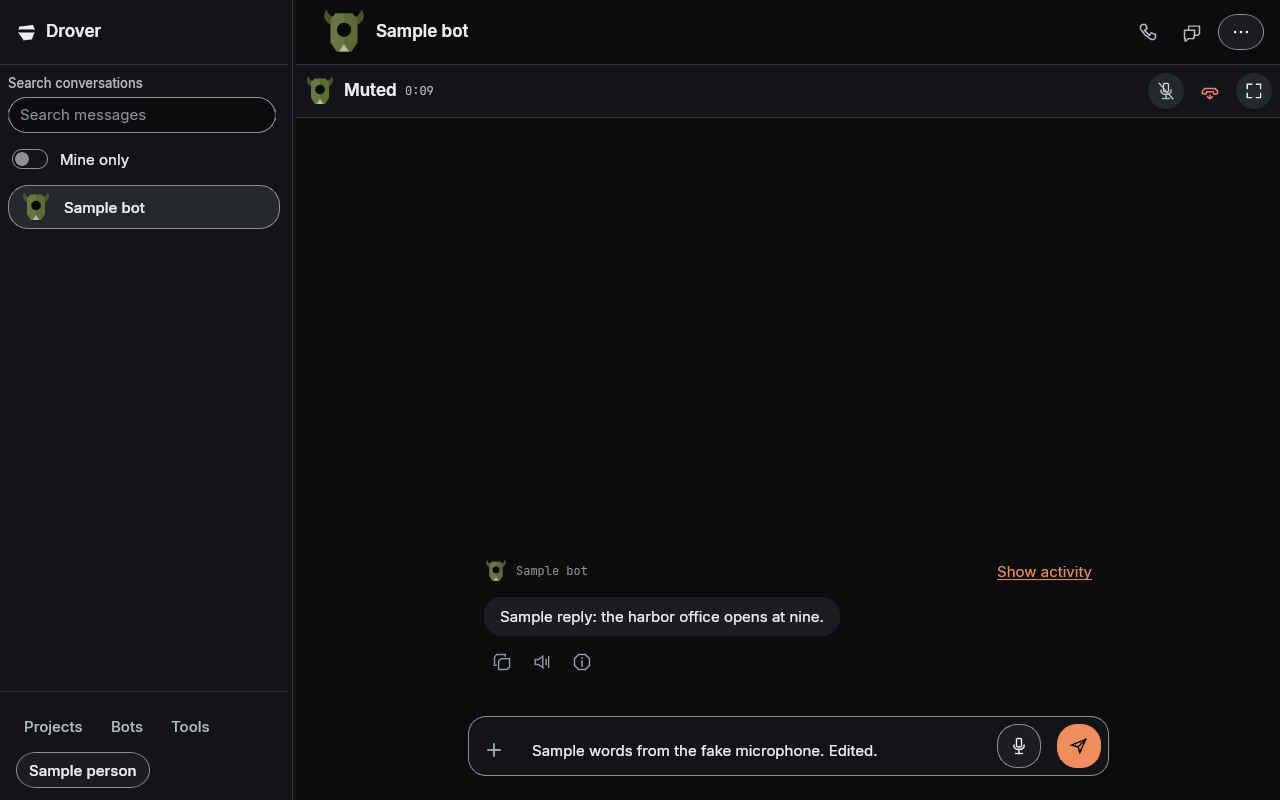 Drover
Search conversations
Search messages
Mine only
Sample bot
Projects Bots Tools
Sample person
Sample bot
Muted 0:09
Sample bot
Show activity
Sample reply: the harbor office opens at nine.
Sample words from the fake microphone. Edited.